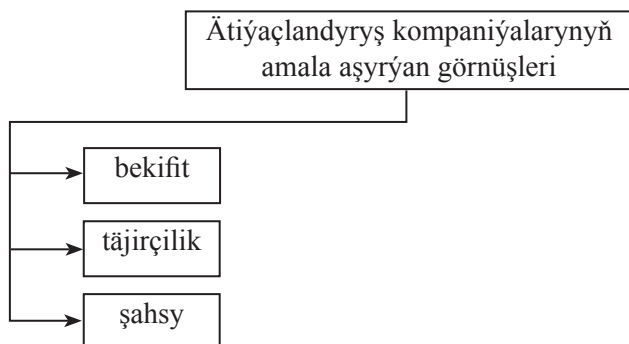 Ätiýaçlandyryş kompaniýalarynyň
amala aşyrýan görnüşleri
bekifit
täjirçilik
şahsy